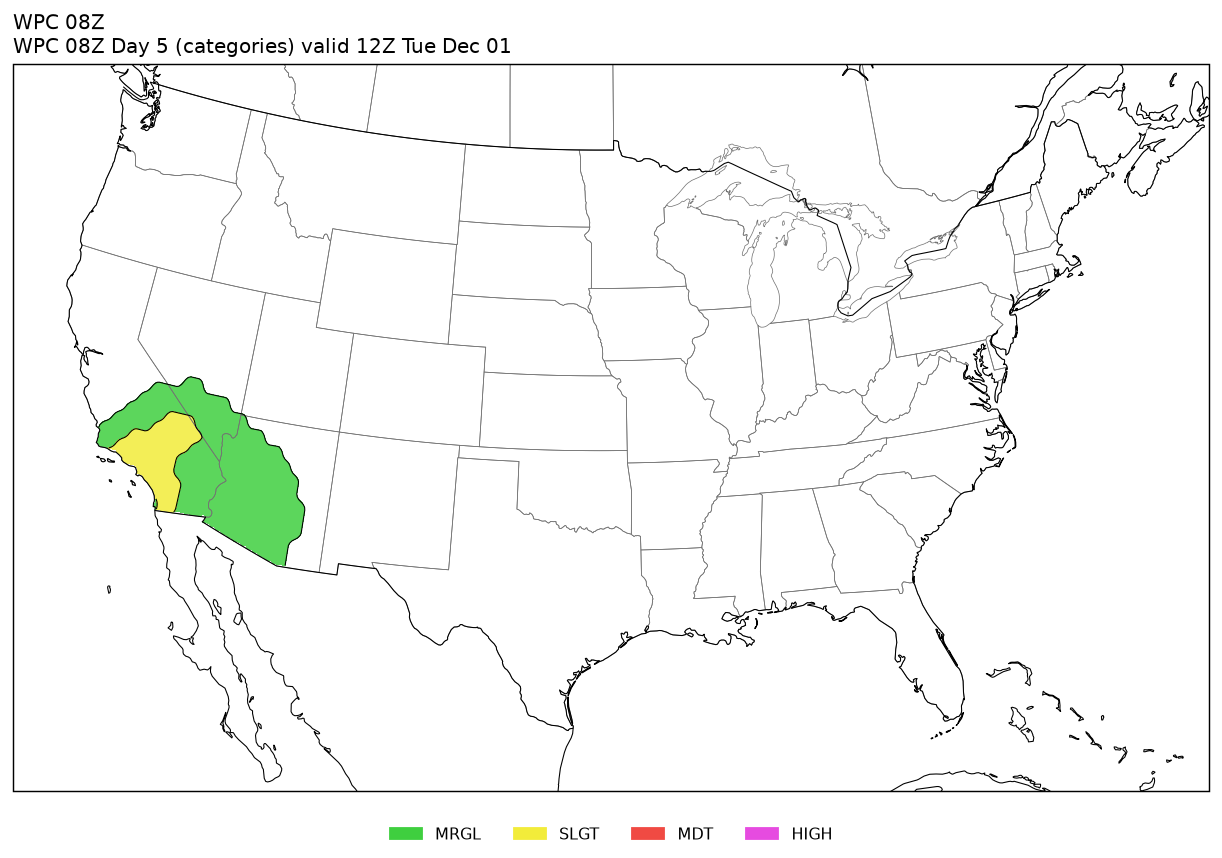 WPC 08Z
WPC 08Z Day 5 (categories) valid 12Z Tue Dec 01
MRGL SLGT MDT HIGH